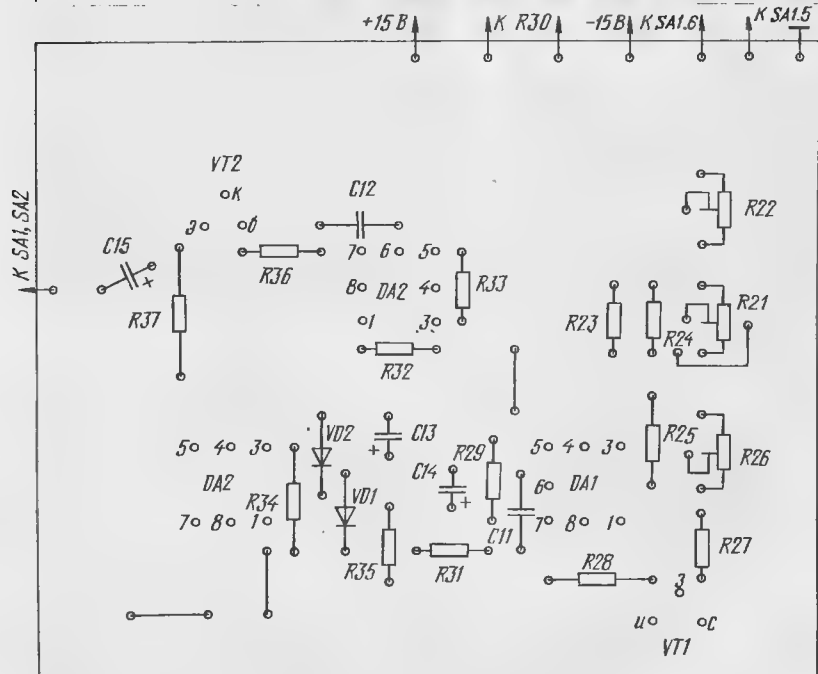 +15 В
К R30
-15 В
К SA1.6
К SA1.5
К SA1, SA2
VT2
к
э
б
C12
R22
C15
R36
7
6
5
R37
8
DA2
4
R33
R23
R24
R21
1
3
R32
5
4
3
VD2
C13
R29
5
4
3
R25
R26
DA2
R34
VD1
C14
6
DA1
7
8
1
C11
7
8
1
R35
R31
R28
R27
з
и
с
VT1